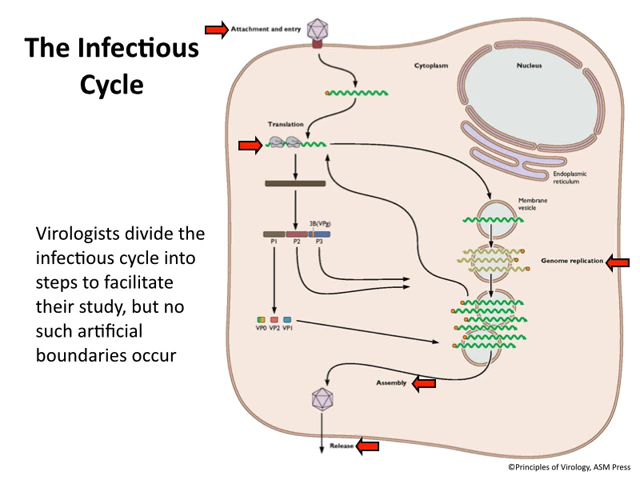 The Infectious
Cycle
Attachment and entry
Cytoplasm
Nucleus
Translation
Endoplasmic
reticulum
Membrane
vesicle
3B(VPg)
P1 P2 P3
Genome replication
Virologists divide the
infectious cycle into
steps to facilitate
their study, but no
such artificial
boundaries occur
VP0 VP2 VP1
Assembly
Release
©Principles of Virology, ASM Press